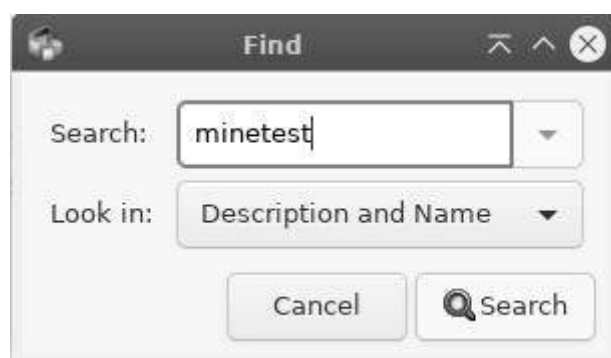 Find
Search: minetest
Look in: Description and Name
Cancel Search